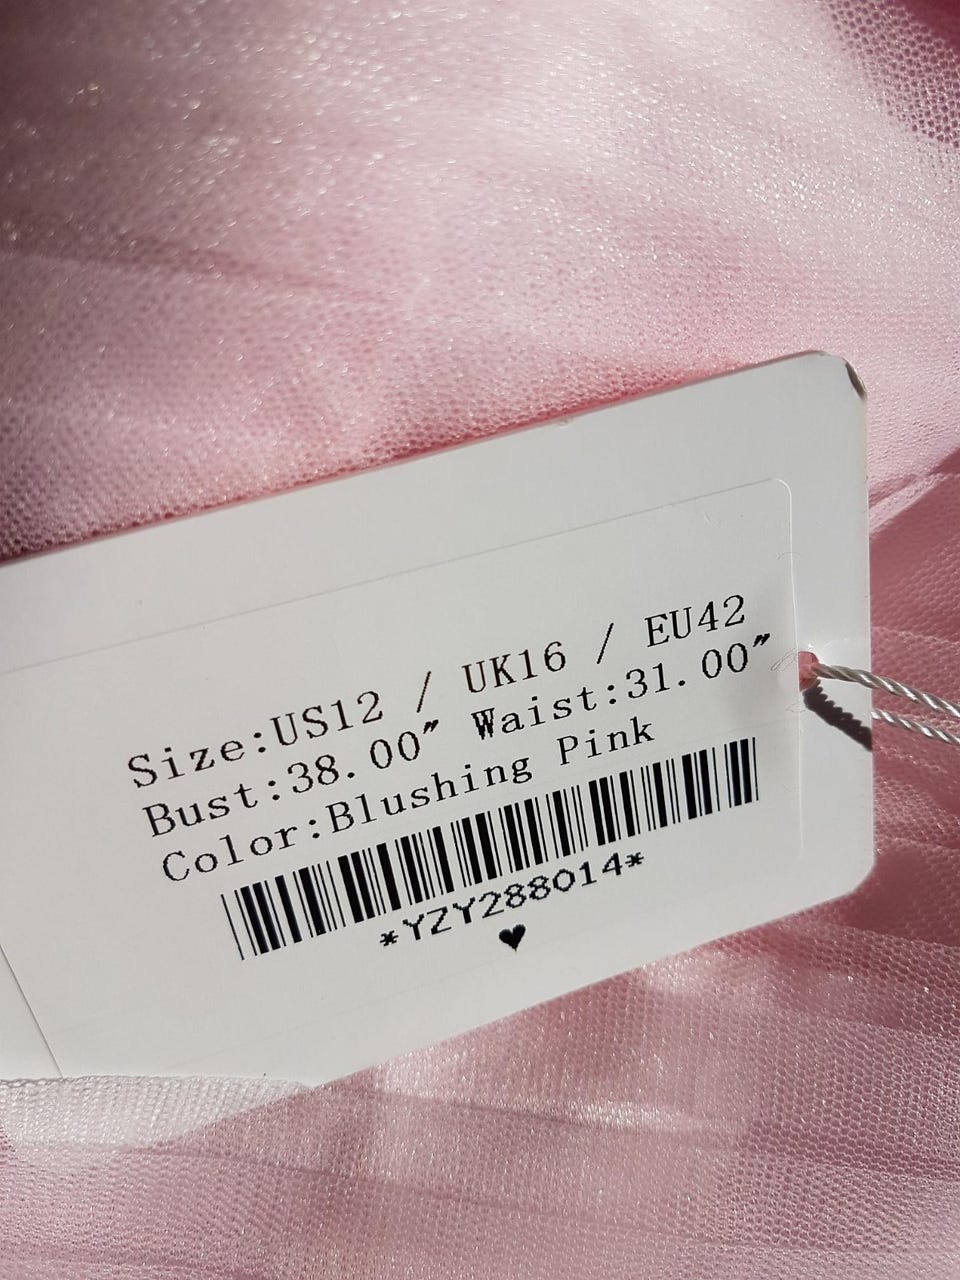 Size:US12 / UK16 / EU42
Bust:38.00″ Waist:31.00″
Color:Blushing Pink
*YZY288014*
♥